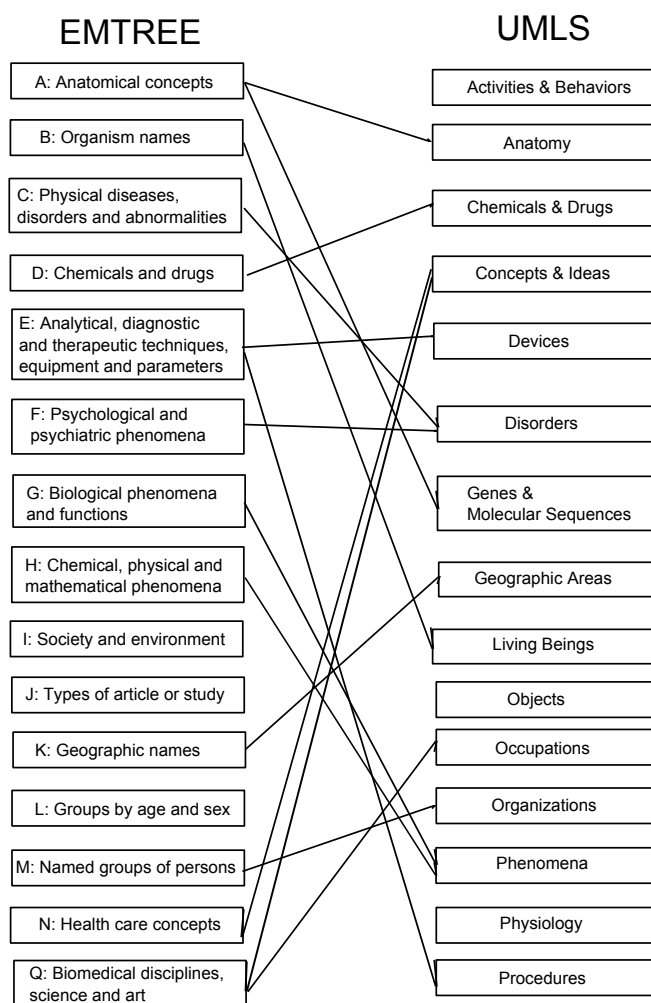 EMTREE
A: Anatomical concepts
B: Organism names
C: Physical diseases,
disorders and abnormalities
D: Chemicals and drugs
E: Analytical, diagnostic
and therapeutic techniques,
equipment and parameters
F: Psychological and
psychiatric phenomena
G: Biological phenomena
and functions
H: Chemical, physical and
mathematical phenomena
I: Society and environment
J: Types of article or study
K: Geographic names
L: Groups by age and sex
M: Named groups of persons
N: Health care concepts
Q: Biomedical disciplines,
science and art
UMLS
Activities & Behaviors
Anatomy
Chemicals & Drugs
Concepts & Ideas
Devices
Disorders
Genes &
Molecular Sequences
Geographic Areas
Living Beings
Objects
Occupations
Organizations
Phenomena
Physiology
Procedures